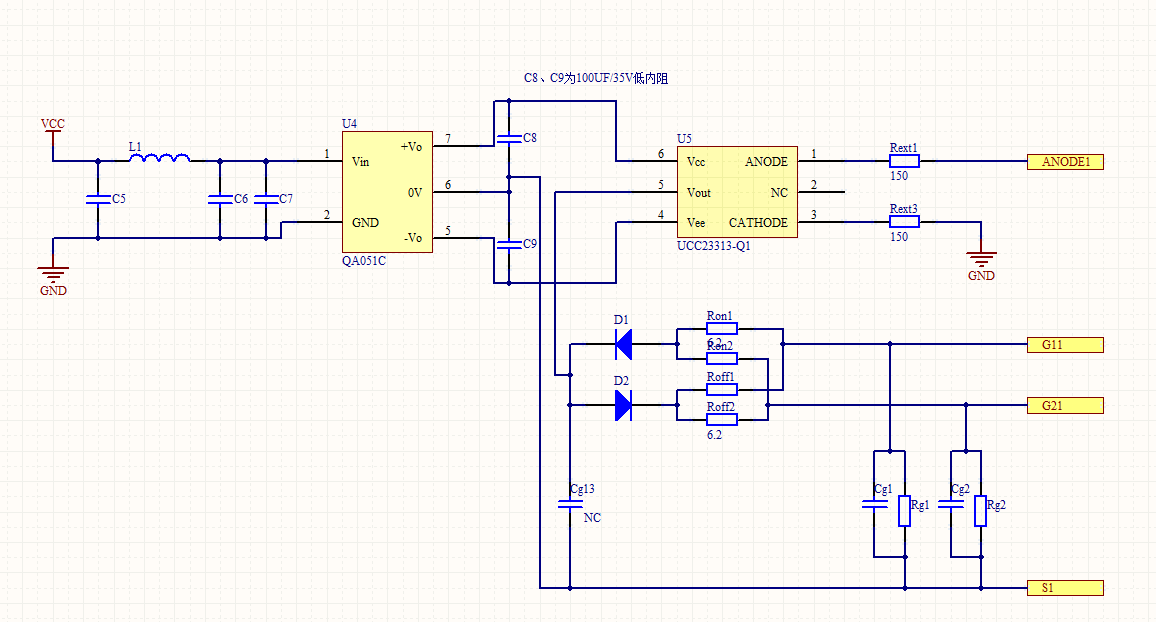 C8、C9为100UF/35V低内阻
VCC
L1
C5
C6
C7
GND
U4
1
Vin
2
GND
+Vo
7
0V
6
-Vo
5
QA051C
C8
C9
U5
6
Vcc
5
Vout
4
Vee
ANODE
1
NC
2
CATHODE
3
UCC23313-Q1
Rext1
150
ANODE1
Rext3
150
GND
D1
D2
Ron1
6.2
Ron2
Roff1
Roff2
6.2
G11
G21
Cg13
NC
Cg1
Rg1
Cg2
Rg2
S1